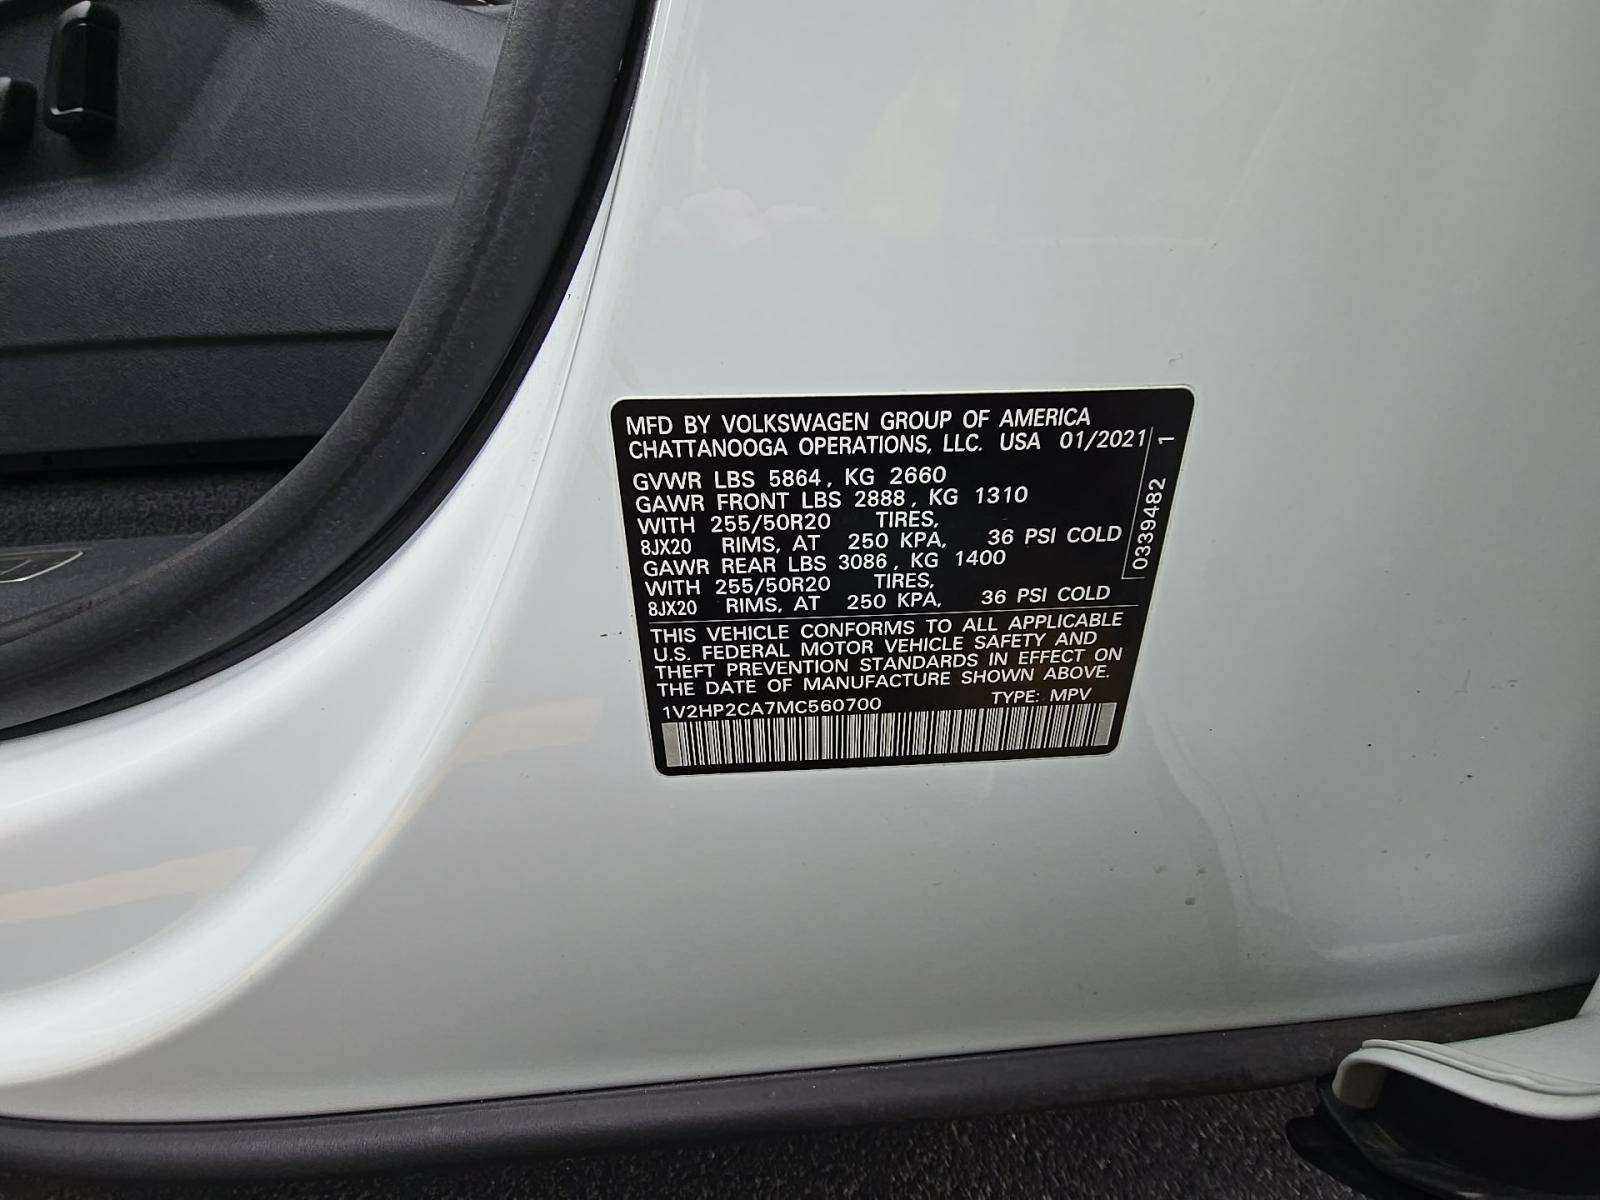 MFD BY VOLKSWAGEN GROUP OF AMERICA
CHATTANOOGA OPERATIONS, LLC. USA 01/2021
GVWR LBS 5864, KG 2660
GAWR FRONT LBS 2888, KG 1310
WITH 255/50R20 TIRES,
8JX20 RIMS, AT 250 KPA, 36 PSI COLD
GAWR REAR LBS 3086, KG 1400
WITH 255/50R20 TIRES,
8JX20 RIMS, AT 250 KPA, 36 PSI COLD
THIS VEHICLE CONFORMS TO ALL APPLICABLE
U.S. FEDERAL MOTOR VEHICLE SAFETY AND
THEFT PREVENTION STANDARDS IN EFFECT ON
THE DATE OF MANUFACTURE SHOWN ABOVE.
1V2HP2CA7MC560700 TYPE: MPV
0339482 1